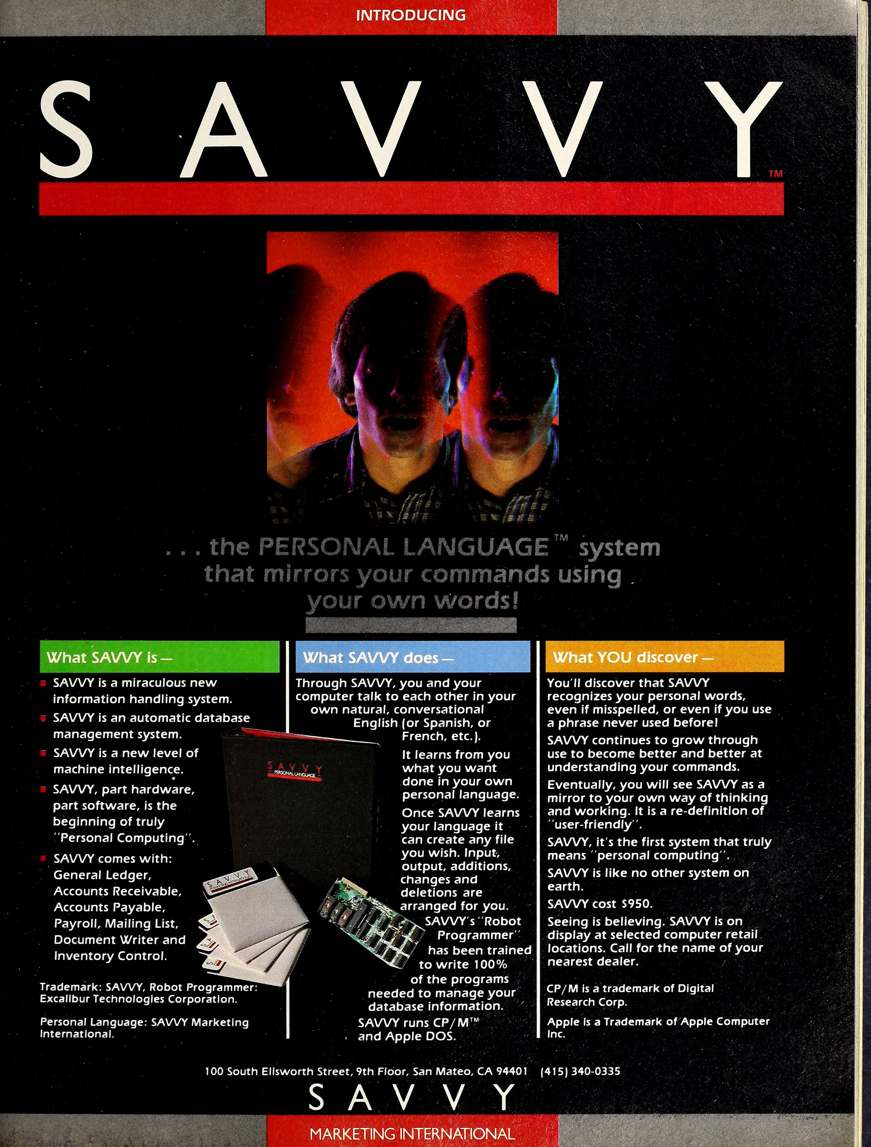 INTRODUCING
SAVVY™
. . . the PERSONAL LANGUAGE™ system
that mirrors your commands using
your own words!
What SAVVY is —
SAVVY is a miraculous new
information handling system.
SAVVY is an automatic database
management system.
SAVVY is a new level of
machine intelligence.
SAVVY, part hardware,
part software, is the
beginning of truly
"Personal Computing".
SAVVY comes with:
General Ledger,
Accounts Receivable,
Accounts Payable,
Payroll, Mailing List,
Document Writer and
Inventory Control.
Trademark: SAVVY, Robot Programmer:
Excalibur Technologies Corporation.
Personal Language: SAVVY Marketing
International.
SAVVY
PERSONAL LANGUAGE
SAVVY
What SAVVY does —
Through SAVVY, you and your
computer talk to each other in your
own natural, conversational
English (or Spanish, or
French, etc.).
It learns from you
what you want
done in your own
personal language.
Once SAVVY learns
your language it
can create any file
you wish. Input,
output, additions,
changes and
deletions are
arranged for you.
SAVVY's "Robot
Programmer"
has been trained
to write 100%
of the programs
needed to manage your
database information.
SAVVY runs CP/M™
and Apple DOS.
What YOU discover —
You'll discover that SAVVY
recognizes your personal words,
even if misspelled, or even if you use
a phrase never used before!
SAVVY continues to grow through
use to become better and better at
understanding your commands.
Eventually, you will see SAVVY as a
mirror to your own way of thinking
and working. It is a re-definition of
"user-friendly".
SAVVY, it's the first system that truly
means "personal computing".
SAVVY is like no other system on
earth.
SAVVY cost $950.
Seeing is believing. SAVVY is on
display at selected computer retail
locations. Call for the name of your
nearest dealer.
CP/M is a trademark of Digital
Research Corp.
Apple is a Trademark of Apple Computer
Inc.
100 South Ellsworth Street, 9th Floor, San Mateo, CA 94401 (415) 340-0335
SAVVY
MARKETING INTERNATIONAL